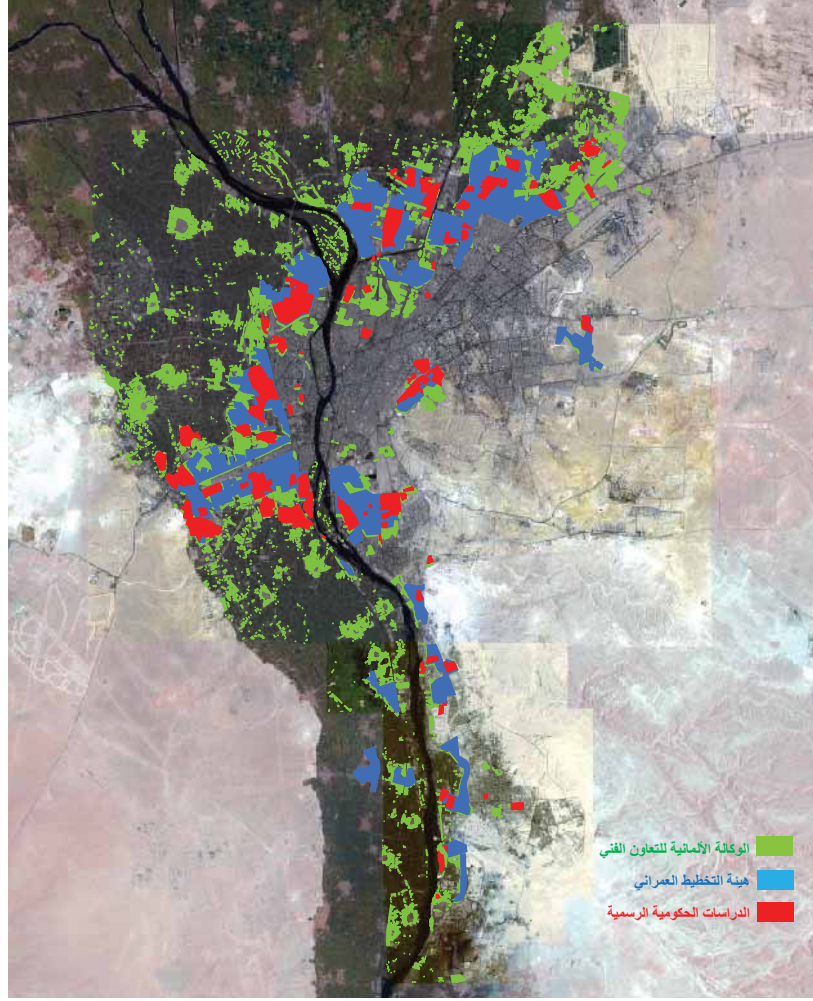 الوكالة الألمانية للتعاون الفني
هيئة التخطيط العمراني
الدراسات الحكومية الرسمية